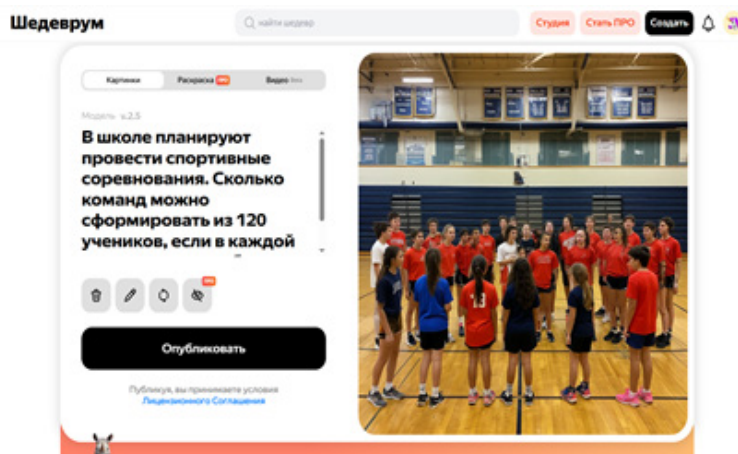 Шедеврум
найти шедевр
Студия
Стать ПРО
Создать
Картинки
Раскраска
Видео
Модель v.2.5
В школе планируют
провести спортивные
соревнования. Сколько
команд можно
сформировать из 120
учеников, если в каждой
Опубликовать
Публикуя, вы принимаете условия
Лицензионного Соглашения